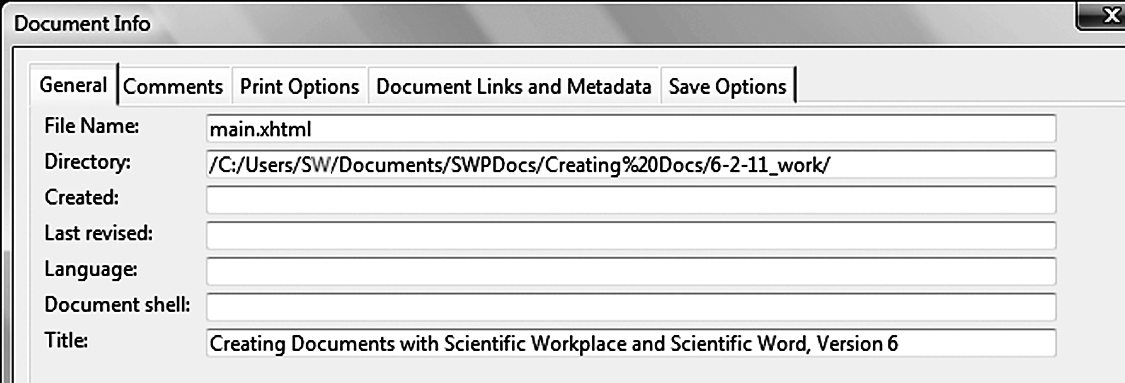 Document Info
General Comments Print Options Document Links and Metadata Save Options
File Name: main.xhtml
Directory: /C:/Users/SW/Documents/SWPDocs/Creating%20Docs/6-2-11_work/
Created:
Last revised:
Language:
Document shell:
Title: Creating Documents with Scientific Workplace and Scientific Word, Version 6